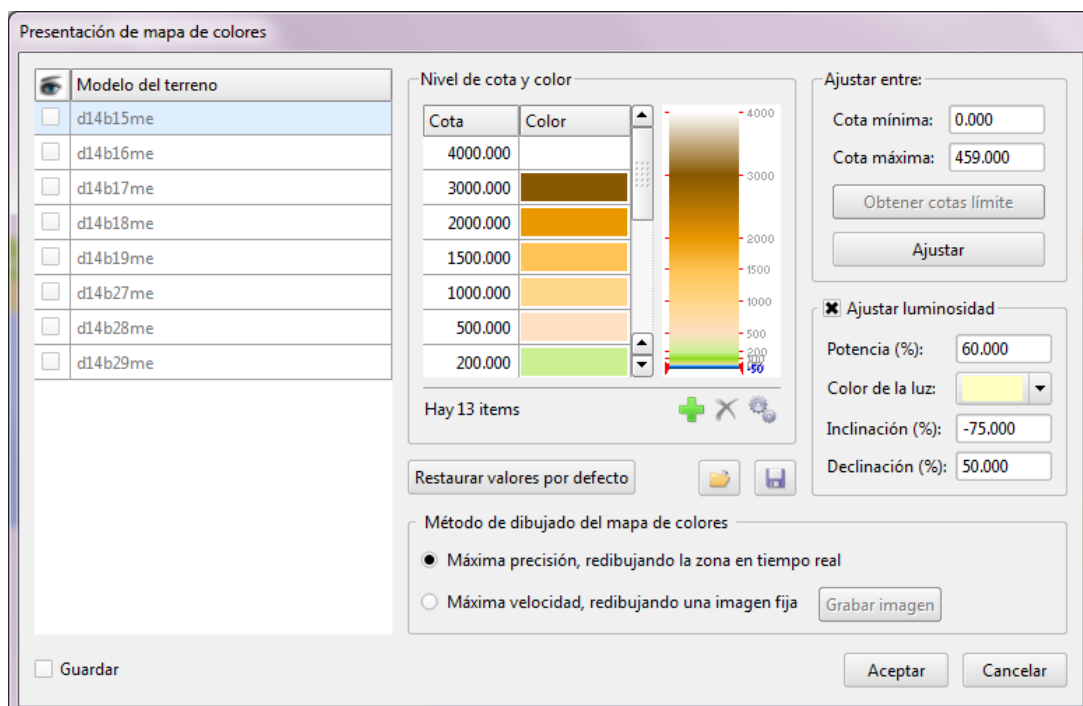 Presentación de mapa de colores
Modelo del terreno
d14b15me
d14b16me
d14b17me
d14b18me
d14b19me
d14b27me
d14b28me
d14b29me
Nivel de cota y color
Cota Color
4000.000
3000.000
2000.000
1500.000
1000.000
500.000
200.000
4000
3000
2000
1500
1000
500
200
-50
Hay 13 items
Restaurar valores por defecto
Ajustar entre:
Cota mínima: 0.000
Cota máxima: 459.000
Obtener cotas límite
Ajustar
Ajustar luminosidad
Potencia (%): 60.000
Color de la luz:
Inclinación (%): -75.000
Declinación (%): 50.000
Método de dibujado del mapa de colores
Máxima precisión, redibujando la zona en tiempo real
Máxima velocidad, redibujando una imagen fija
Grabar imagen
Guardar
Aceptar
Cancelar